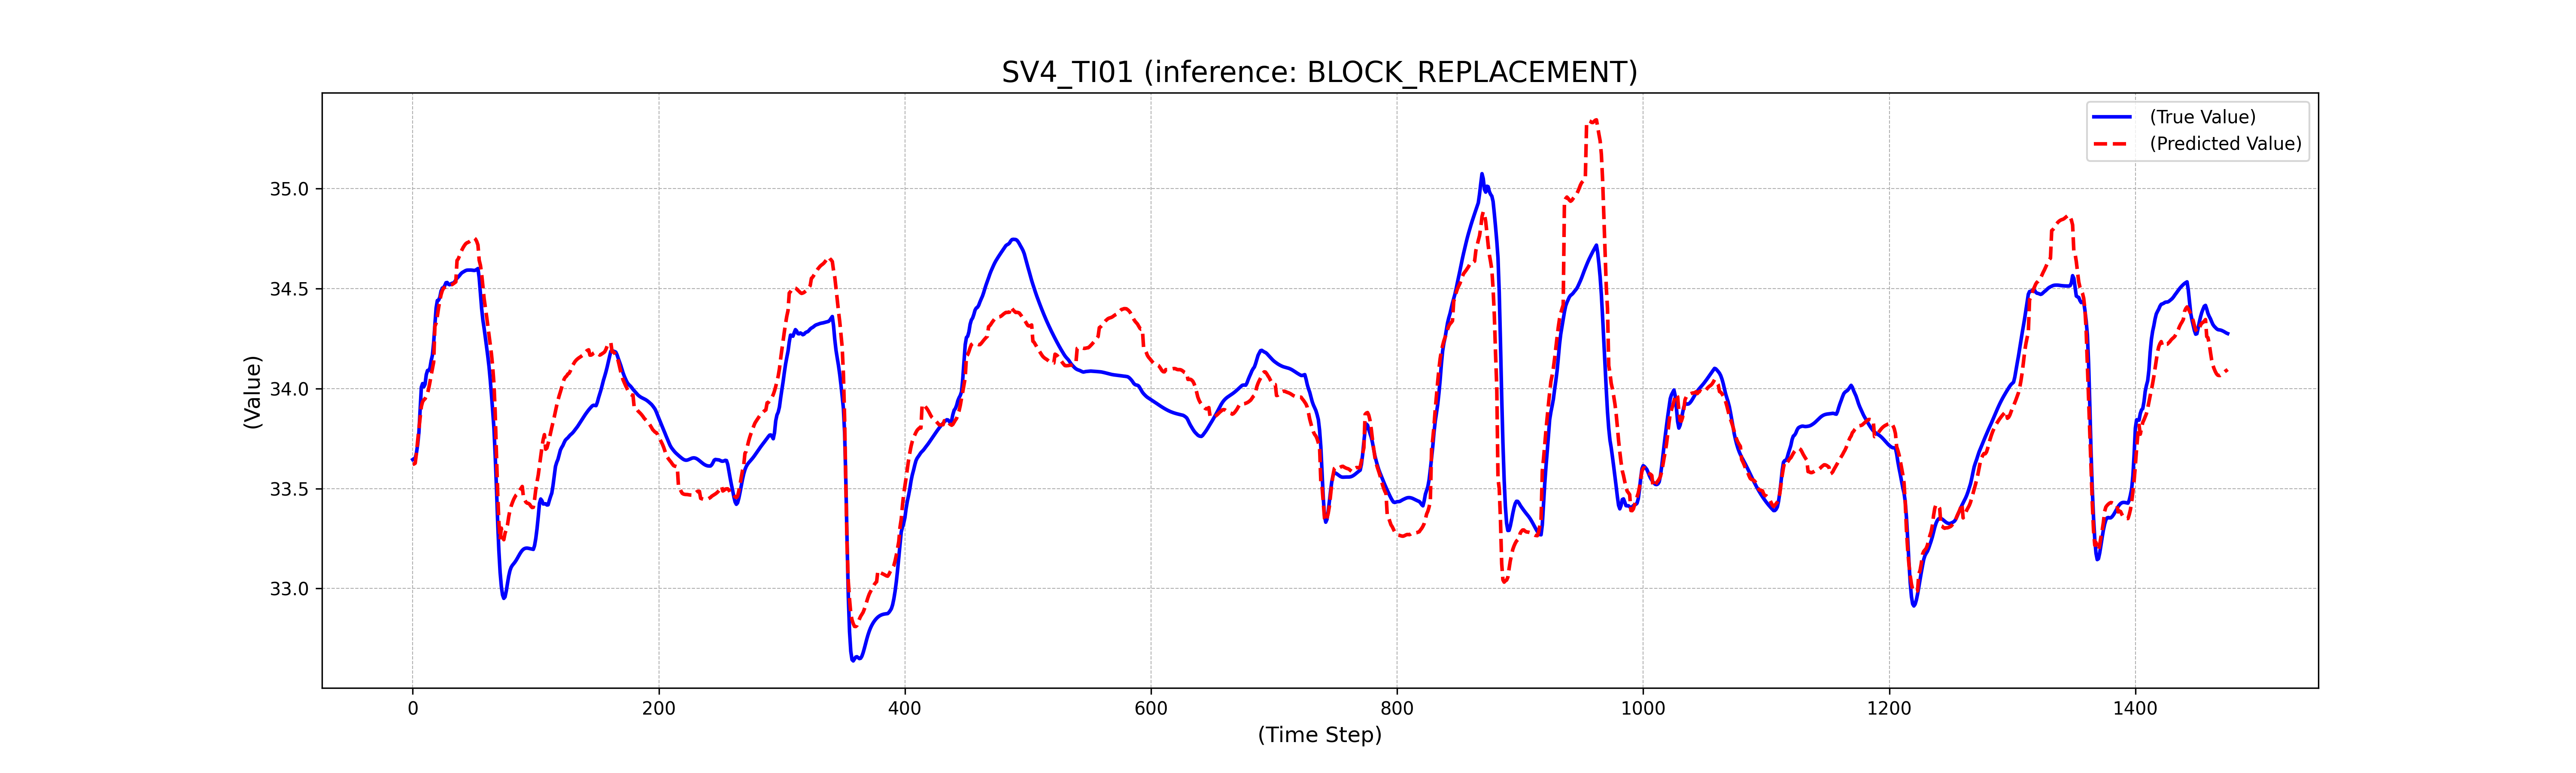 SV4_TI01 (inference: BLOCK_REPLACEMENT)
(True Value)
(Predicted Value)
35.0
34.5
34.0
33.5
33.0
(Value)
0 200 400 600 800 1000 1200 1400
(Time Step)